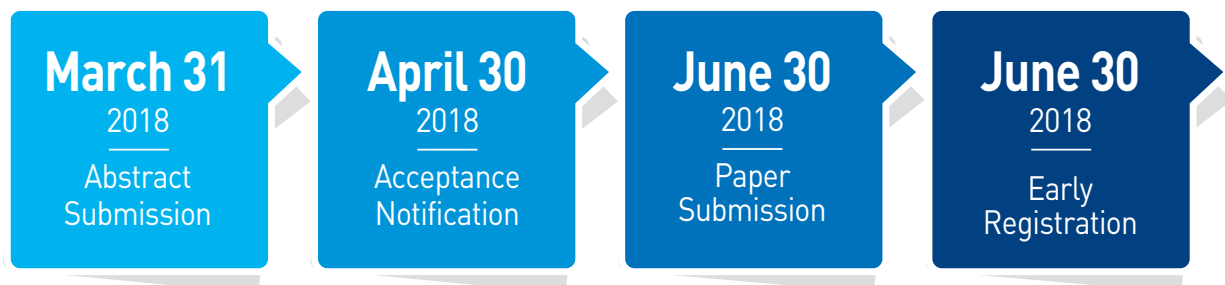 March 31
2018
Abstract
Submission
April 30
2018
Acceptance
Notification
June 30
2018
Paper
Submission
June 30
2018
Early
Registration